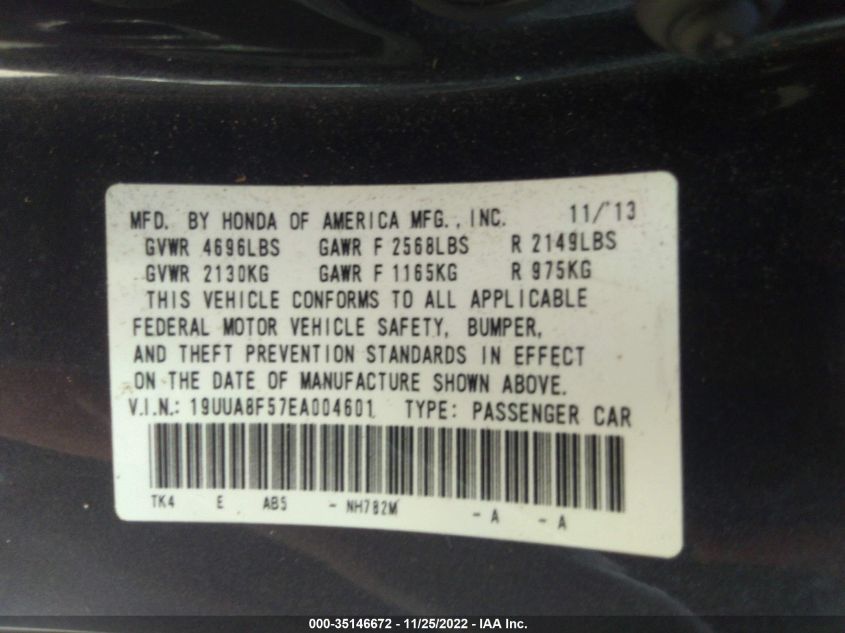 MFD. BY HONDA OF AMERICA MFG., INC. 11/'13
GVWR 4696LBS GAWR F 2568LBS R 2149LBS
GVWR 2130KG GAWR F 1165KG R 975KG
THIS VEHICLE CONFORMS TO ALL APPLICABLE
FEDERAL MOTOR VEHICLE SAFETY, BUMPER,
AND THEFT PREVENTION STANDARDS IN EFFECT
ON THE DATE OF MANUFACTURE SHOWN ABOVE.
V.I.N.: 19UUA8F57EA004601 TYPE: PASSENGER CAR
TK4 E AB5 - NH782M - A - A
000-35146672 - 11/25/2022 - IAA Inc.